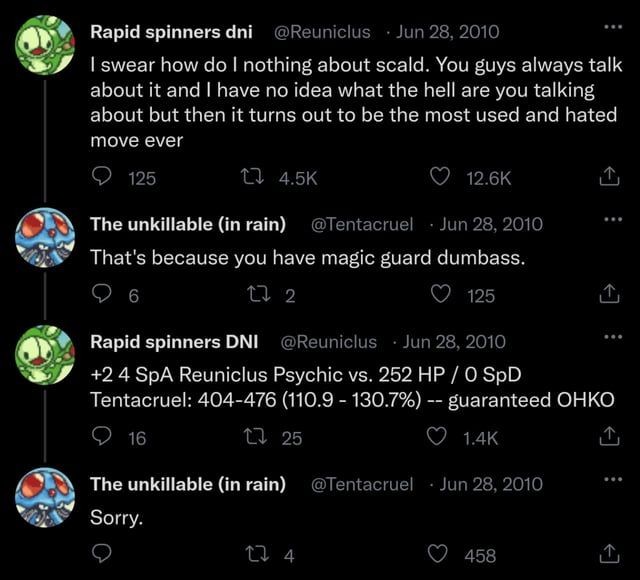 Rapid spinners dni @Reuniclus · Jun 28, 2010
I swear how do I nothing about scald. You guys always talk
about it and I have no idea what the hell are you talking
about but then it turns out to be the most used and hated
move ever
125 4.5K 12.6K
The unkillable (in rain) @Tentacruel · Jun 28, 2010
That's because you have magic guard dumbass.
6 2 125
Rapid spinners DNI @Reuniclus · Jun 28, 2010
+2 4 SpA Reuniclus Psychic vs. 252 HP / 0 SpD
Tentacruel: 404-476 (110.9 - 130.7%) -- guaranteed OHKO
16 25 1.4K
The unkillable (in rain) @Tentacruel · Jun 28, 2010
Sorry.
4 458